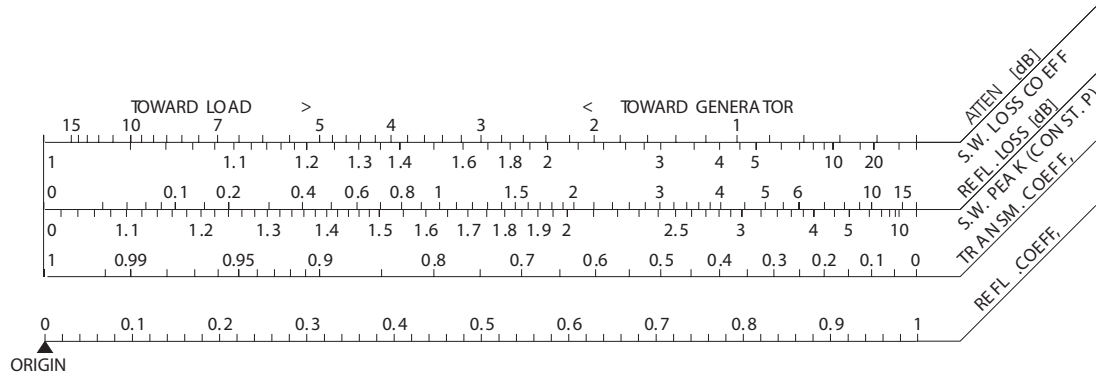 TOWARD LOAD > < TOWARD GENERATOR
15 10 7 5 4 3 2 1
1 1.1 1.2 1.3 1.4 1.6 1.8 2 3 4 5 10 20
0 0.1 0.2 0.4 0.6 0.8 1 1.5 2 3 4 5 6 10 15
0 1.1 1.2 1.3 1.4 1.5 1.6 1.7 1.8 1.9 2 2.5 3 4 5 10
1 0.99 0.95 0.9 0.8 0.7 0.6 0.5 0.4 0.3 0.2 0.1 0
0 0.1 0.2 0.3 0.4 0.5 0.6 0.7 0.8 0.9 1
ORIGIN
ATTEN [dB]
S.W. LOSS COEFF
REFL. LOSS [dB]
S.W. PEAK (CONST. P)
TRANSM. COEFF,
REFL .COEFF,